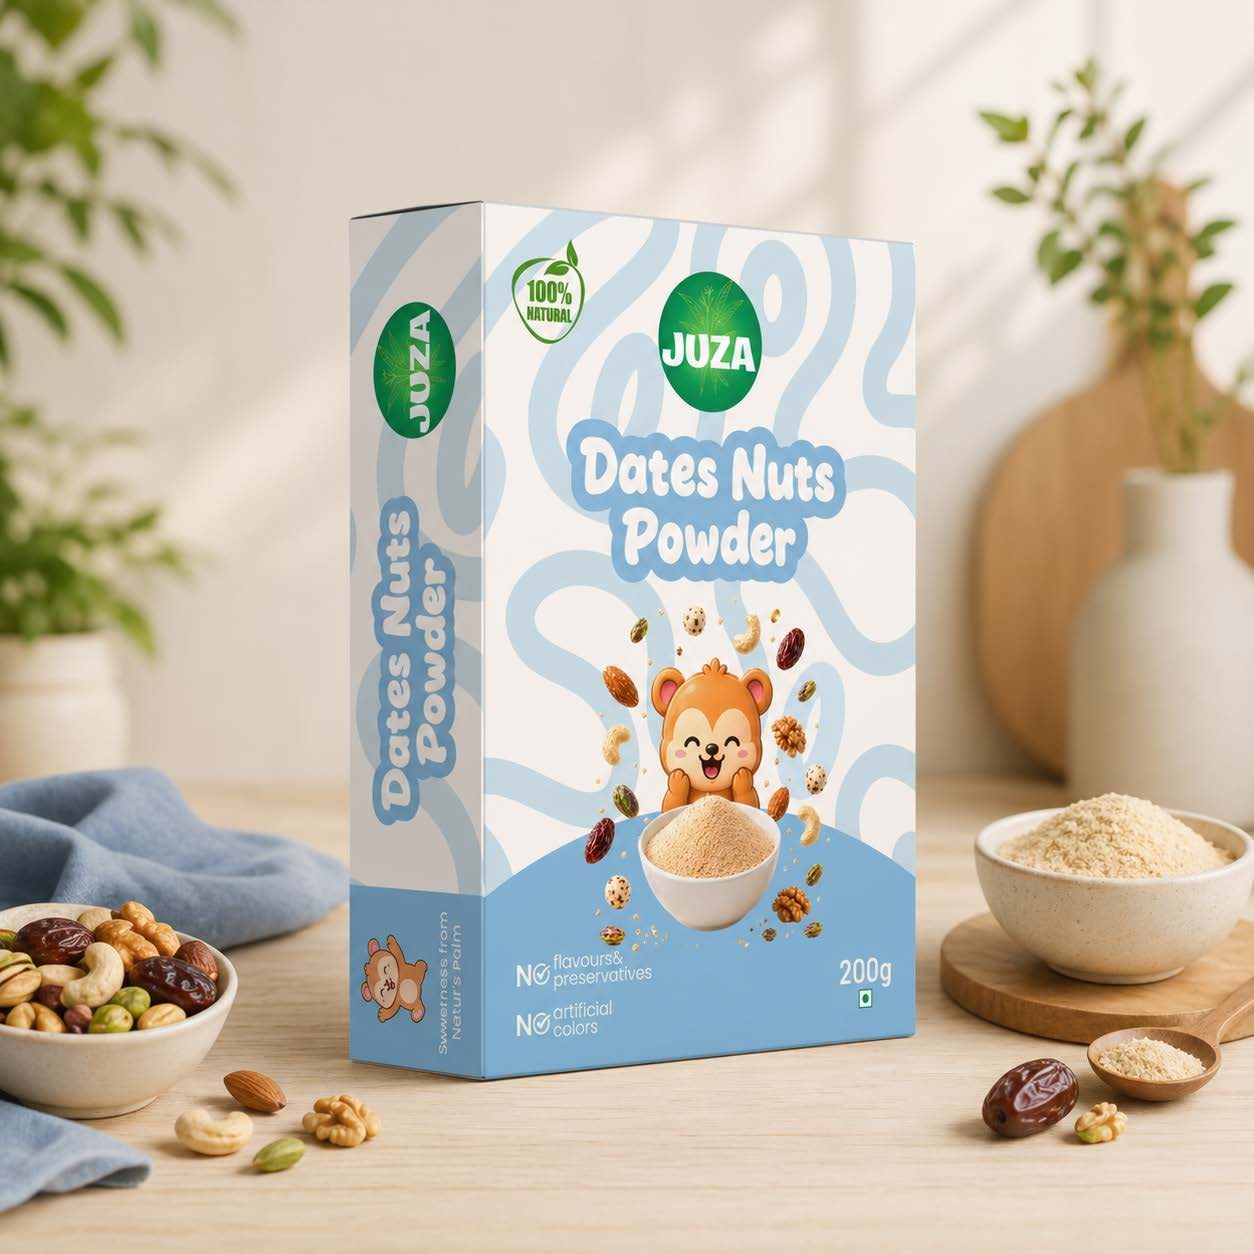 100%
NATURAL
JUZA
Dates Nuts
Powder
NO flavours&
preservatives
NO artificial
colors
200g
JUZA
Dates Nuts
Powder
Swwetness from
Natur's Palm